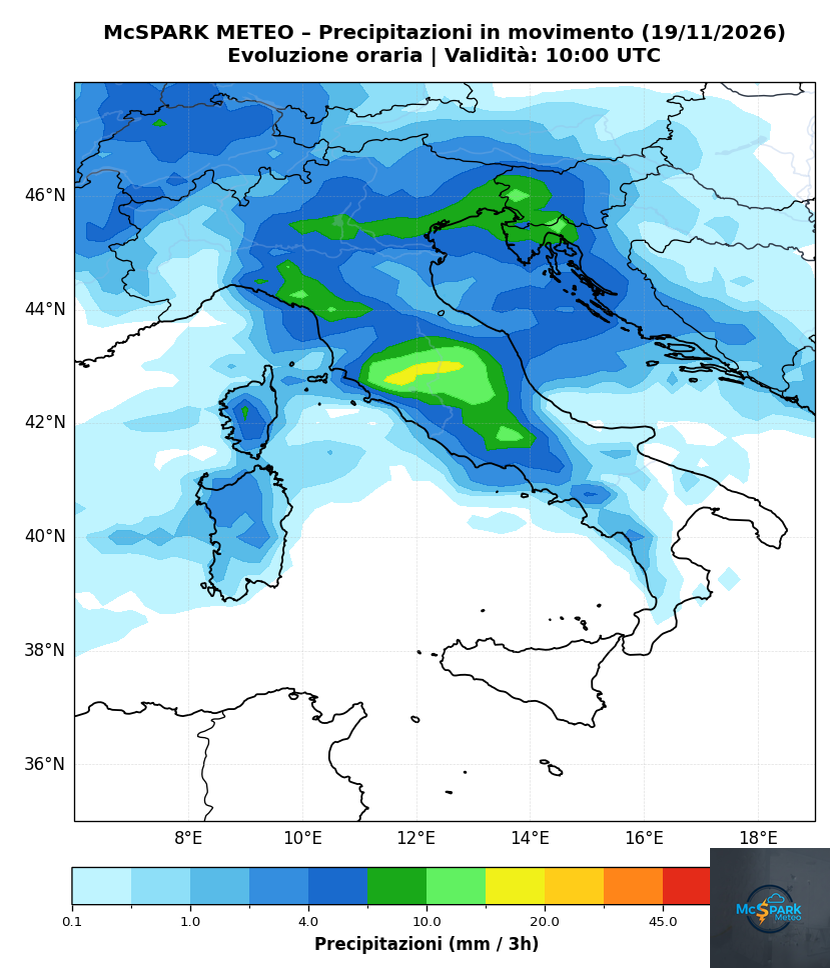 McSPARK METEO – Precipitazioni in movimento (19/11/2026)
Evoluzione oraria | Validità: 10:00 UTC
46°N
44°N
42°N
40°N
38°N
36°N
8°E 10°E 12°E 14°E 16°E 18°E
0.1 1.0 4.0 10.0 20.0 45.0
Precipitazioni (mm / 3h)
McSPARK
Meteo